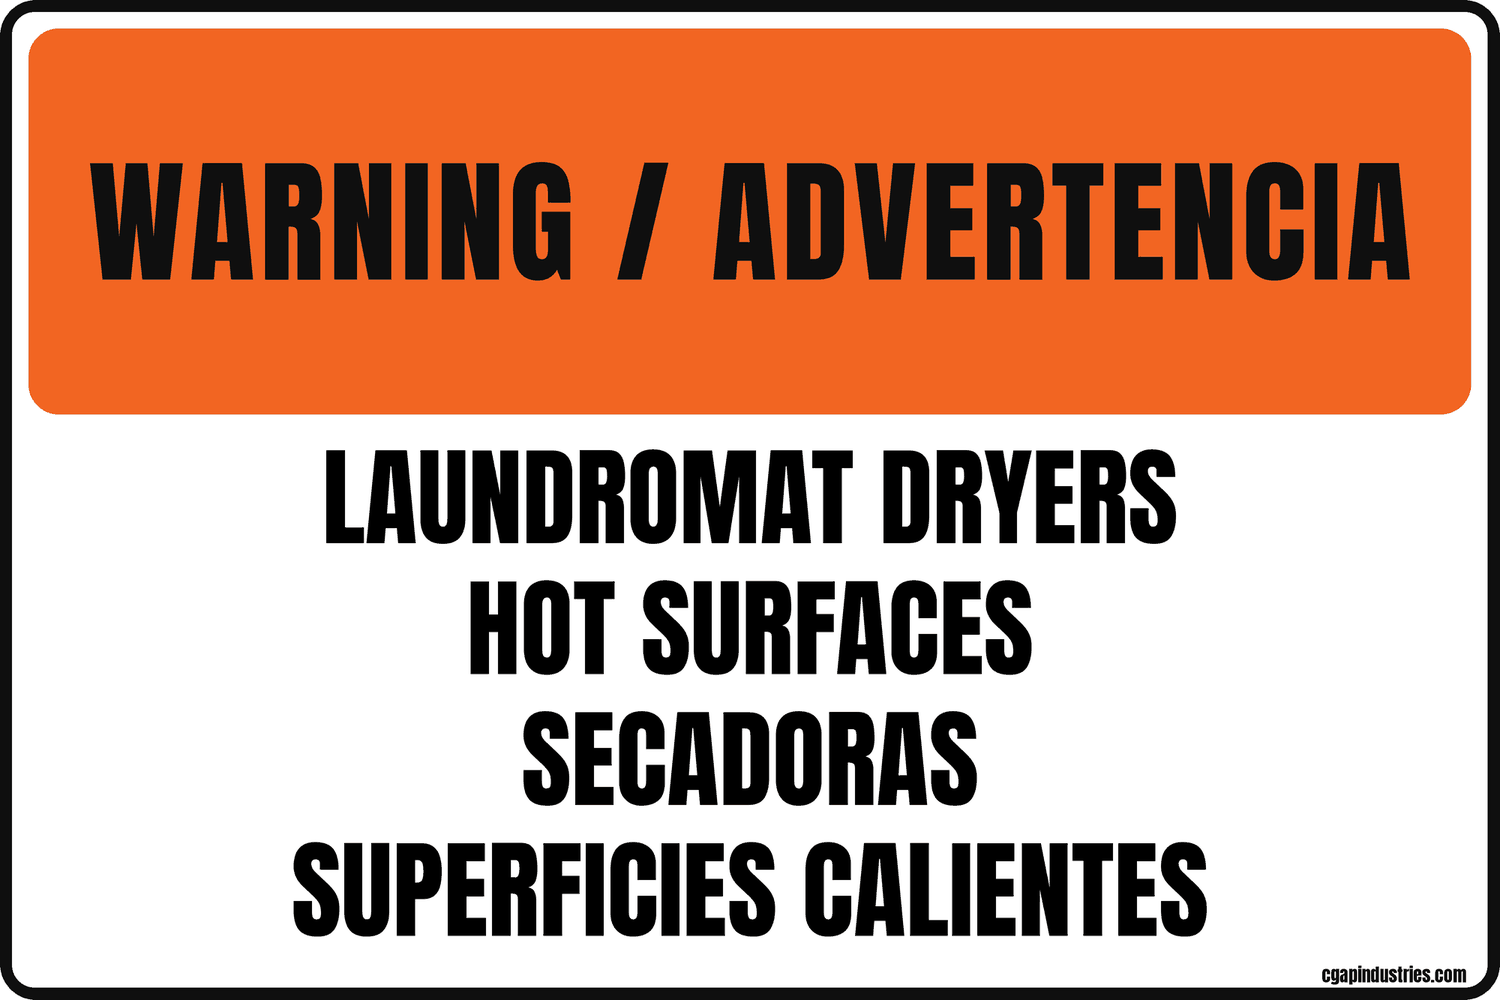 WARNING / ADVERTENCIA
LAUNDROMAT DRYERS
HOT SURFACES
SECADORAS
SUPERFICIES CALIENTES
cgapindustries.com